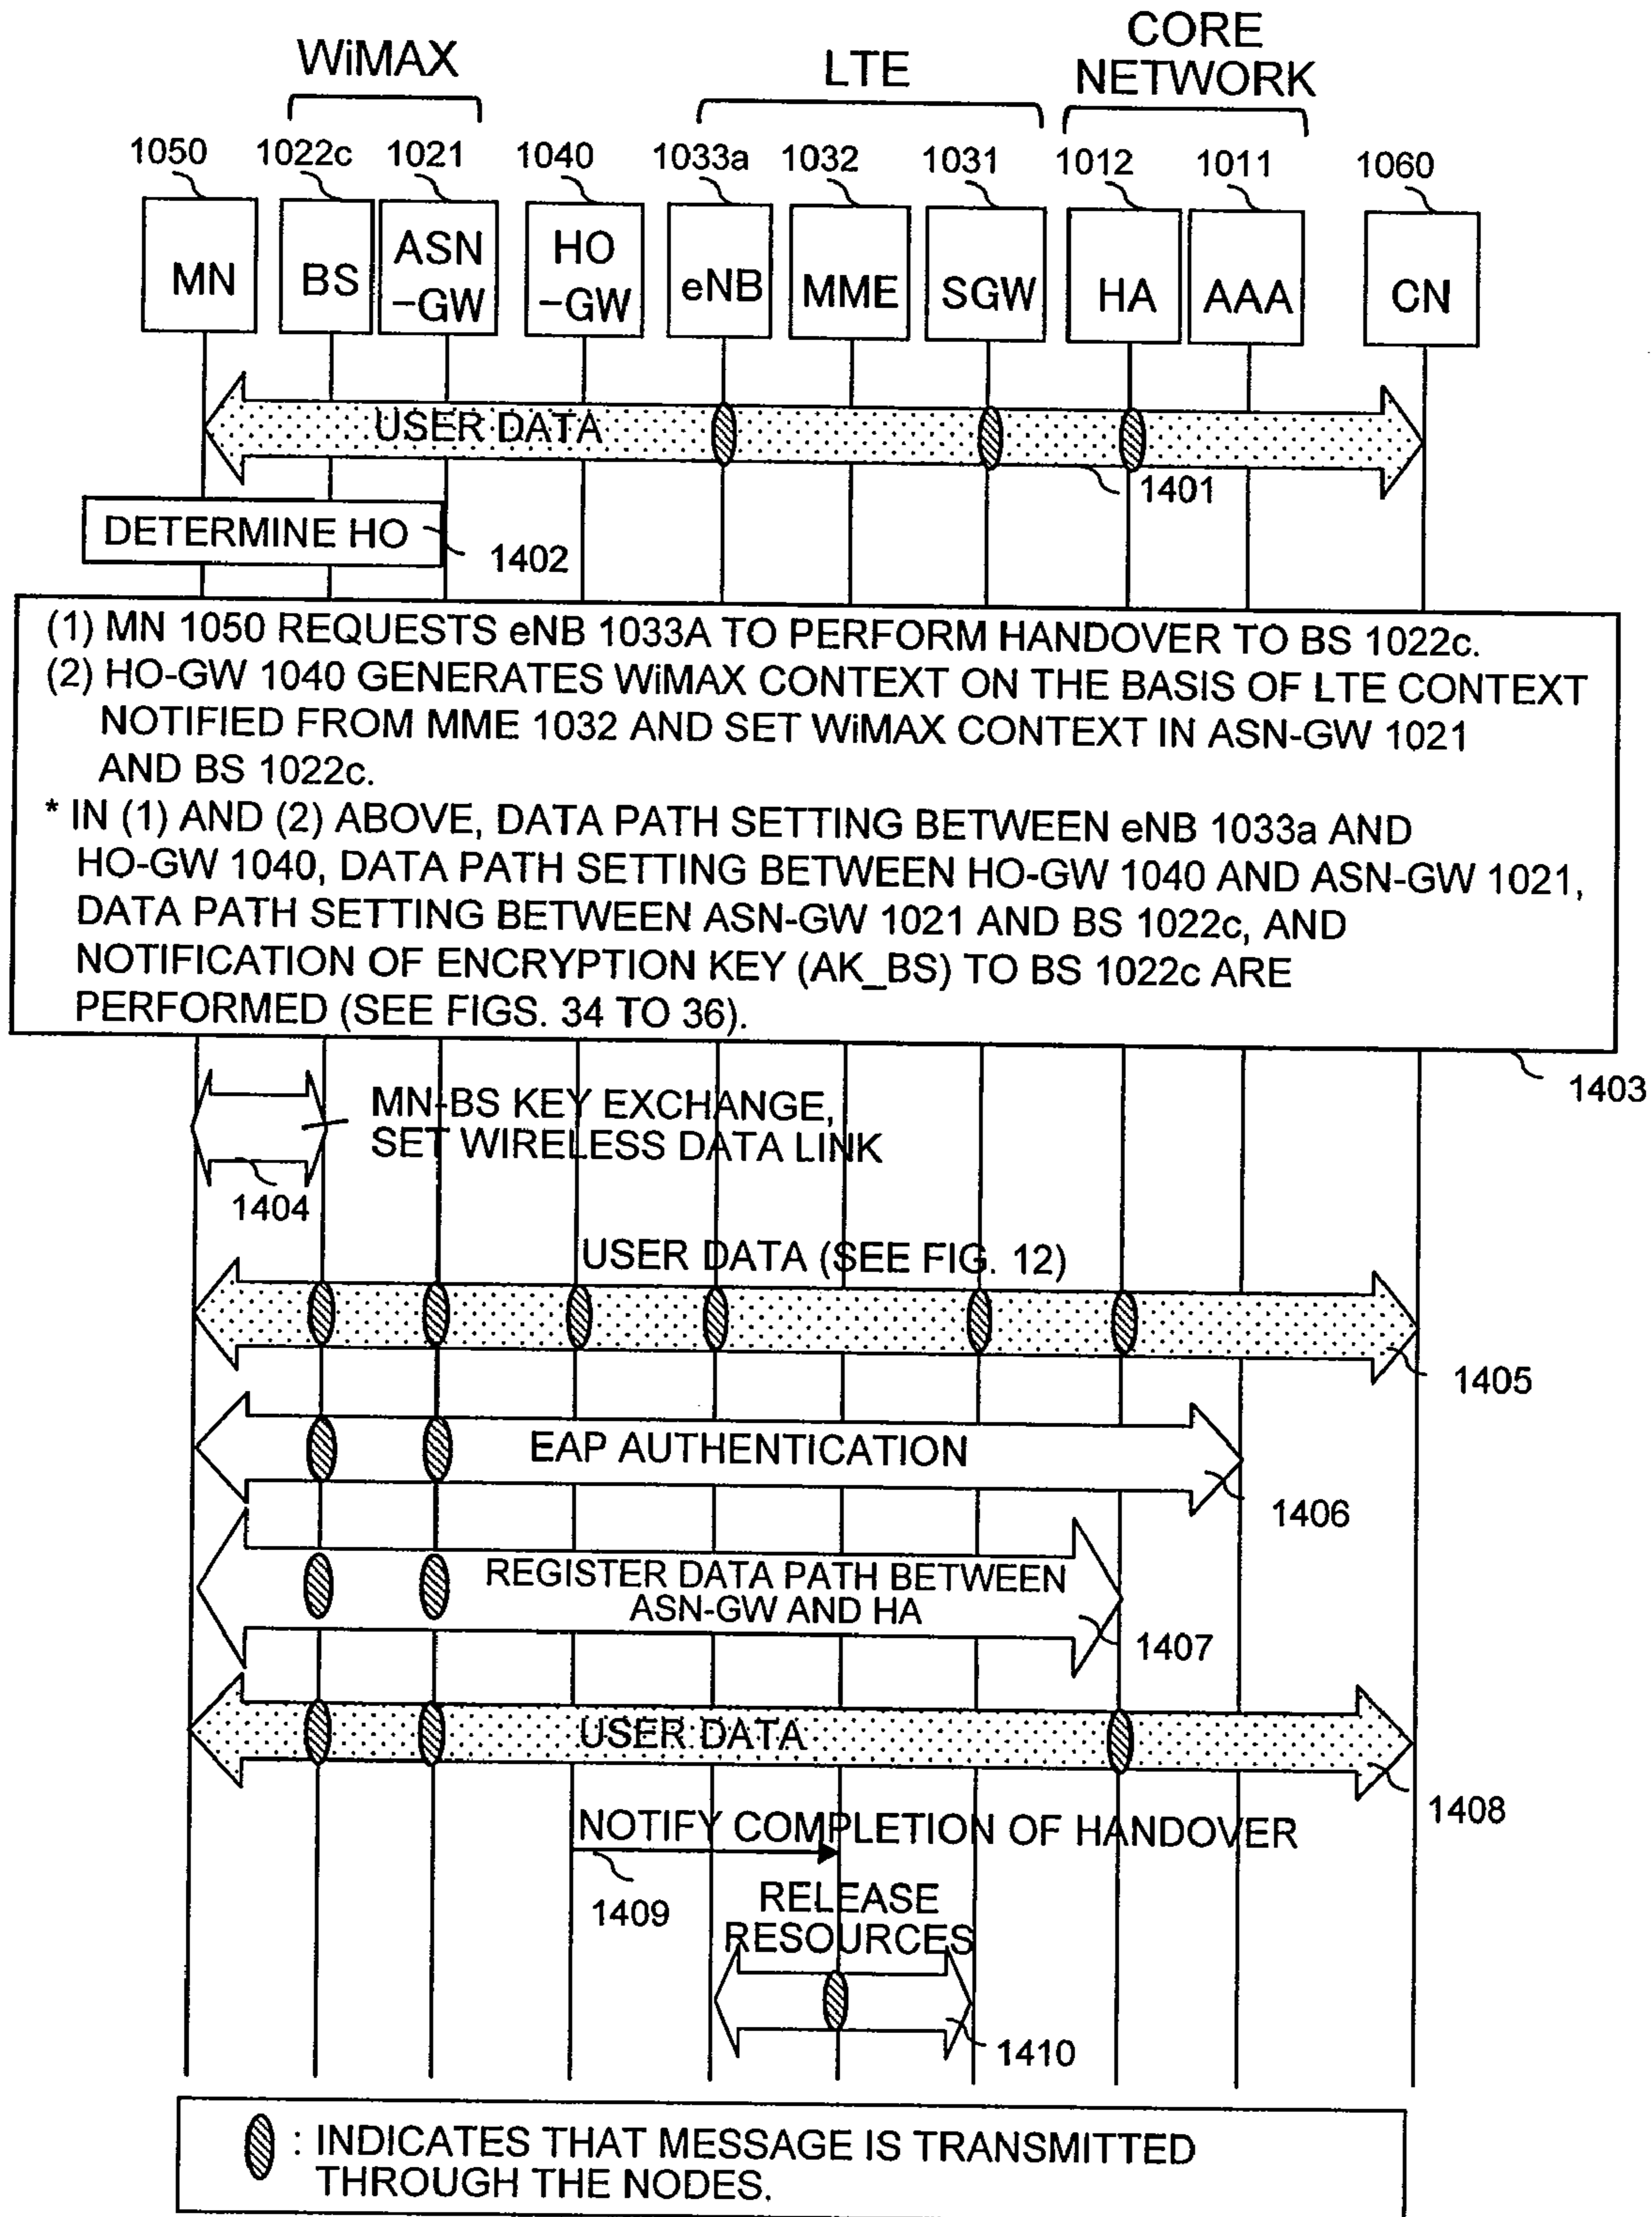 WiMAX
LTE
CORE
NETWORK
1050
1022c
1021
1040
1033a
1032
1031
1012
1011
1060
MN
BS
ASN
-GW
HO
-GW
eNB
MME
SGW
HA
AAA
CN
USER DATA
1401
DETERMINE HO
1402
(1) MN 1050 REQUESTS eNB 1033A TO PERFORM HANDOVER TO BS 1022c.
(2) HO-GW 1040 GENERATES WiMAX CONTEXT ON THE BASIS OF LTE CONTEXT
NOTIFIED FROM MME 1032 AND SET WiMAX CONTEXT IN ASN-GW 1021
AND BS 1022c.
* IN (1) AND (2) ABOVE, DATA PATH SETTING BETWEEN eNB 1033a AND
HO-GW 1040, DATA PATH SETTING BETWEEN HO-GW 1040 AND ASN-GW 1021,
DATA PATH SETTING BETWEEN ASN-GW 1021 AND BS 1022c, AND
NOTIFICATION OF ENCRYPTION KEY (AK_BS) TO BS 1022c ARE
PERFORMED (SEE FIGS. 34 TO 36).
1403
MN-BS KEY EXCHANGE,
SET WIRELESS DATA LINK
1404
USER DATA (SEE FIG. 12)
1405
EAP AUTHENTICATION
1406
REGISTER DATA PATH BETWEEN
ASN-GW AND HA
1407
USER DATA
1408
NOTIFY COMPLETION OF HANDOVER
1409
RELEASE
RESOURCES
1410
: INDICATES THAT MESSAGE IS TRANSMITTED
THROUGH THE NODES.